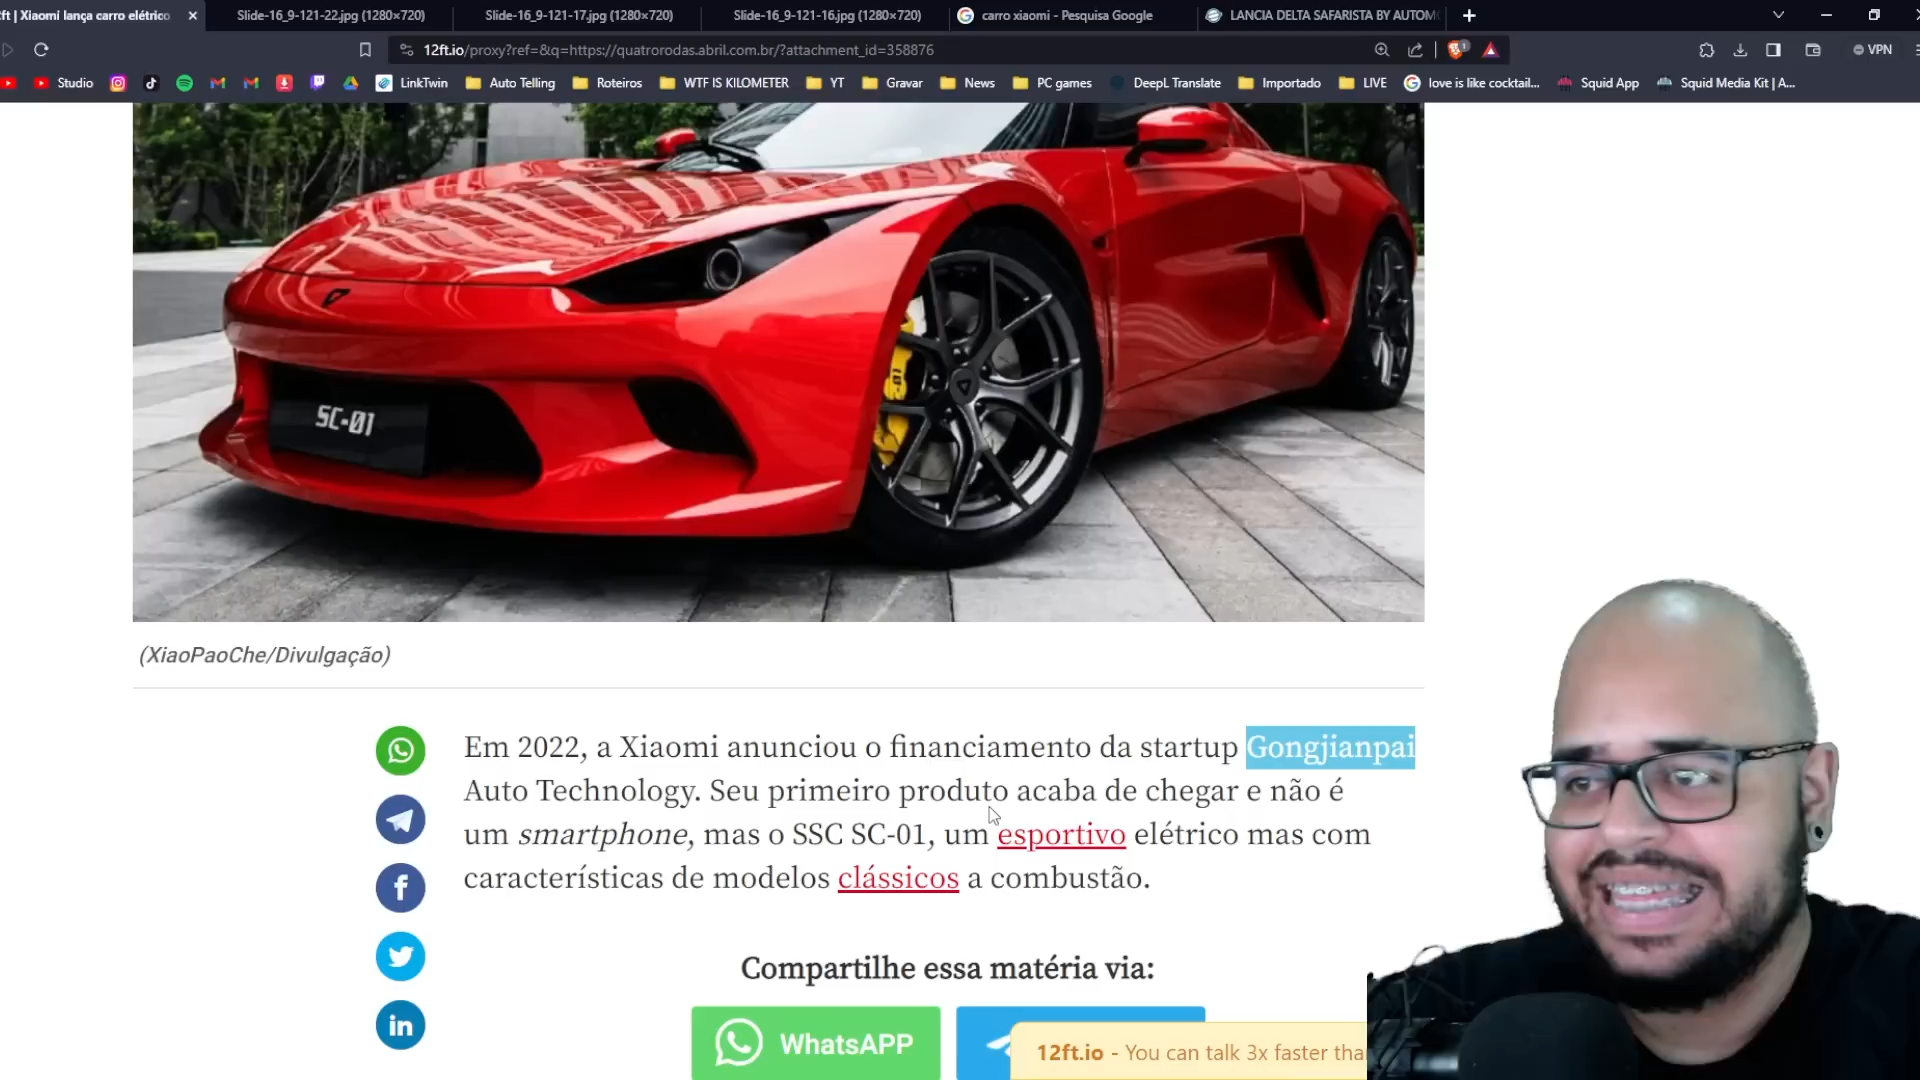 ft | Xiaomi lança carro elétrico
Slide-16_9-121-22.jpg (1280×720)
Slide-16_9-121-17.jpg (1280×720)
Slide-16_9-121-16.jpg (1280×720)
carro xiaomi - Pesquisa Google
LANCIA DELTA SAFARISTA BY AUTOM
12ft.io/proxy?ref=&q=https://quatrorodas.abril.com.br/?attachment_id=358876
1
VPN
Studio
LinkTwin
Auto Telling
Roteiros
WTF IS KILOMETER
YT
Gravar
News
PC games
DeepL Translate
Importado
LIVE
love is like cocktail...
Squid App
Squid Media Kit | A...
SC-01
(XiaoPaoChe/Divulgação)
Em 2022, a Xiaomi anunciou o financiamento da startup Gongjianpai
Auto Technology. Seu primeiro produto acaba de chegar e não é
um smartphone, mas o SSC SC-01, um esportivo elétrico mas com
características de modelos clássicos a combustão.
Compartilhe essa matéria via:
WhatsAPP
12ft.io - You can talk 3x faster tha